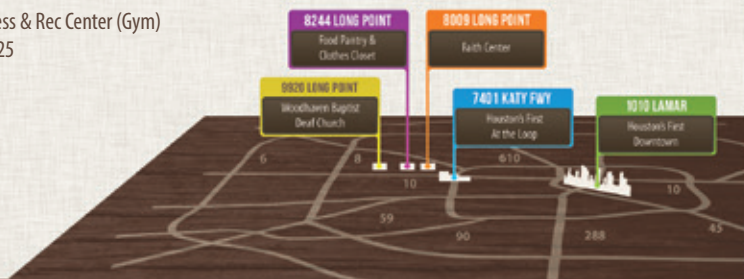 ess & Rec Center (Gym)
25
8244 LONG POINT
Food Pantry &
Clothes Closet
8009 LONG POINT
Faith Center
9920 LONG POINT
Woodhaven Baptist
Deaf Church
7401 KATY FWY
Houston's First
At the Loop
1010 LAMAR
Houston's First
Downtown
6
8
610
10
10
59
90
288
45